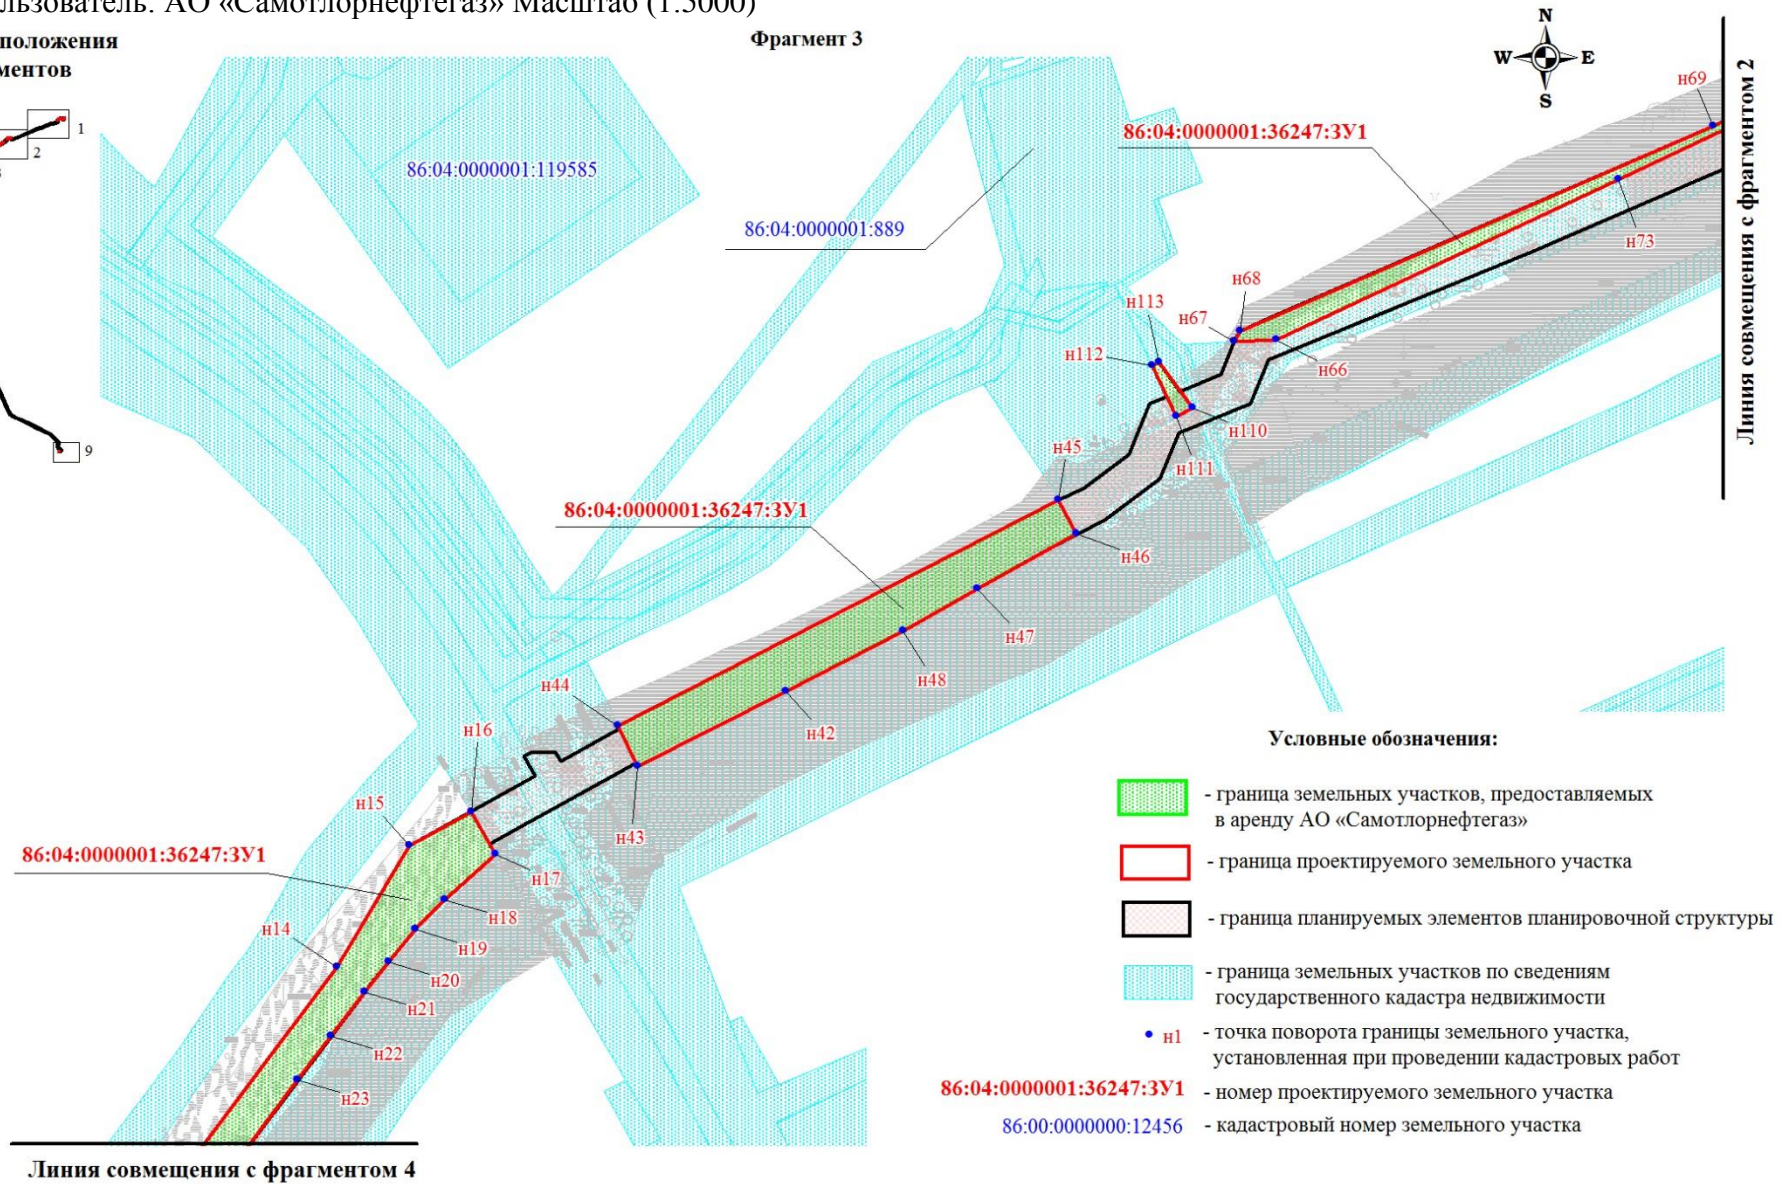 льзователь: АО «Самотлорнефтегаз» Масштаб (1:5000)
положения
ментов
1
2
9
Фрагмент 3
N
W
E
S
Линия совмещения с фрагментом 2
86:04:0000001:119585
86:04:0000001:889
86:04:0000001:36247:ЗУ1
н69
н73
н68
н67
н66
н113
н112
н110
н111
н45
86:04:0000001:36247:ЗУ1
н46
н47
н48
н42
н44
н43
н16
н15
86:04:0000001:36247:ЗУ1
н17
н18
н14
н19
н20
н21
н22
н23
Линия совмещения с фрагментом 4
Условные обозначения:
- граница земельных участков, предоставляемых
в аренду АО «Самотлорнефтегаз»
- граница проектируемого земельного участка
- граница планируемых элементов планировочной структуры
- граница земельных участков по сведениям
государственного кадастра недвижимости
н1 - точка поворота границы земельного участка,
установленная при проведении кадастровых работ
86:04:0000001:36247:ЗУ1 - номер проектируемого земельного участка
86:00:0000000:12456 - кадастровый номер земельного участка